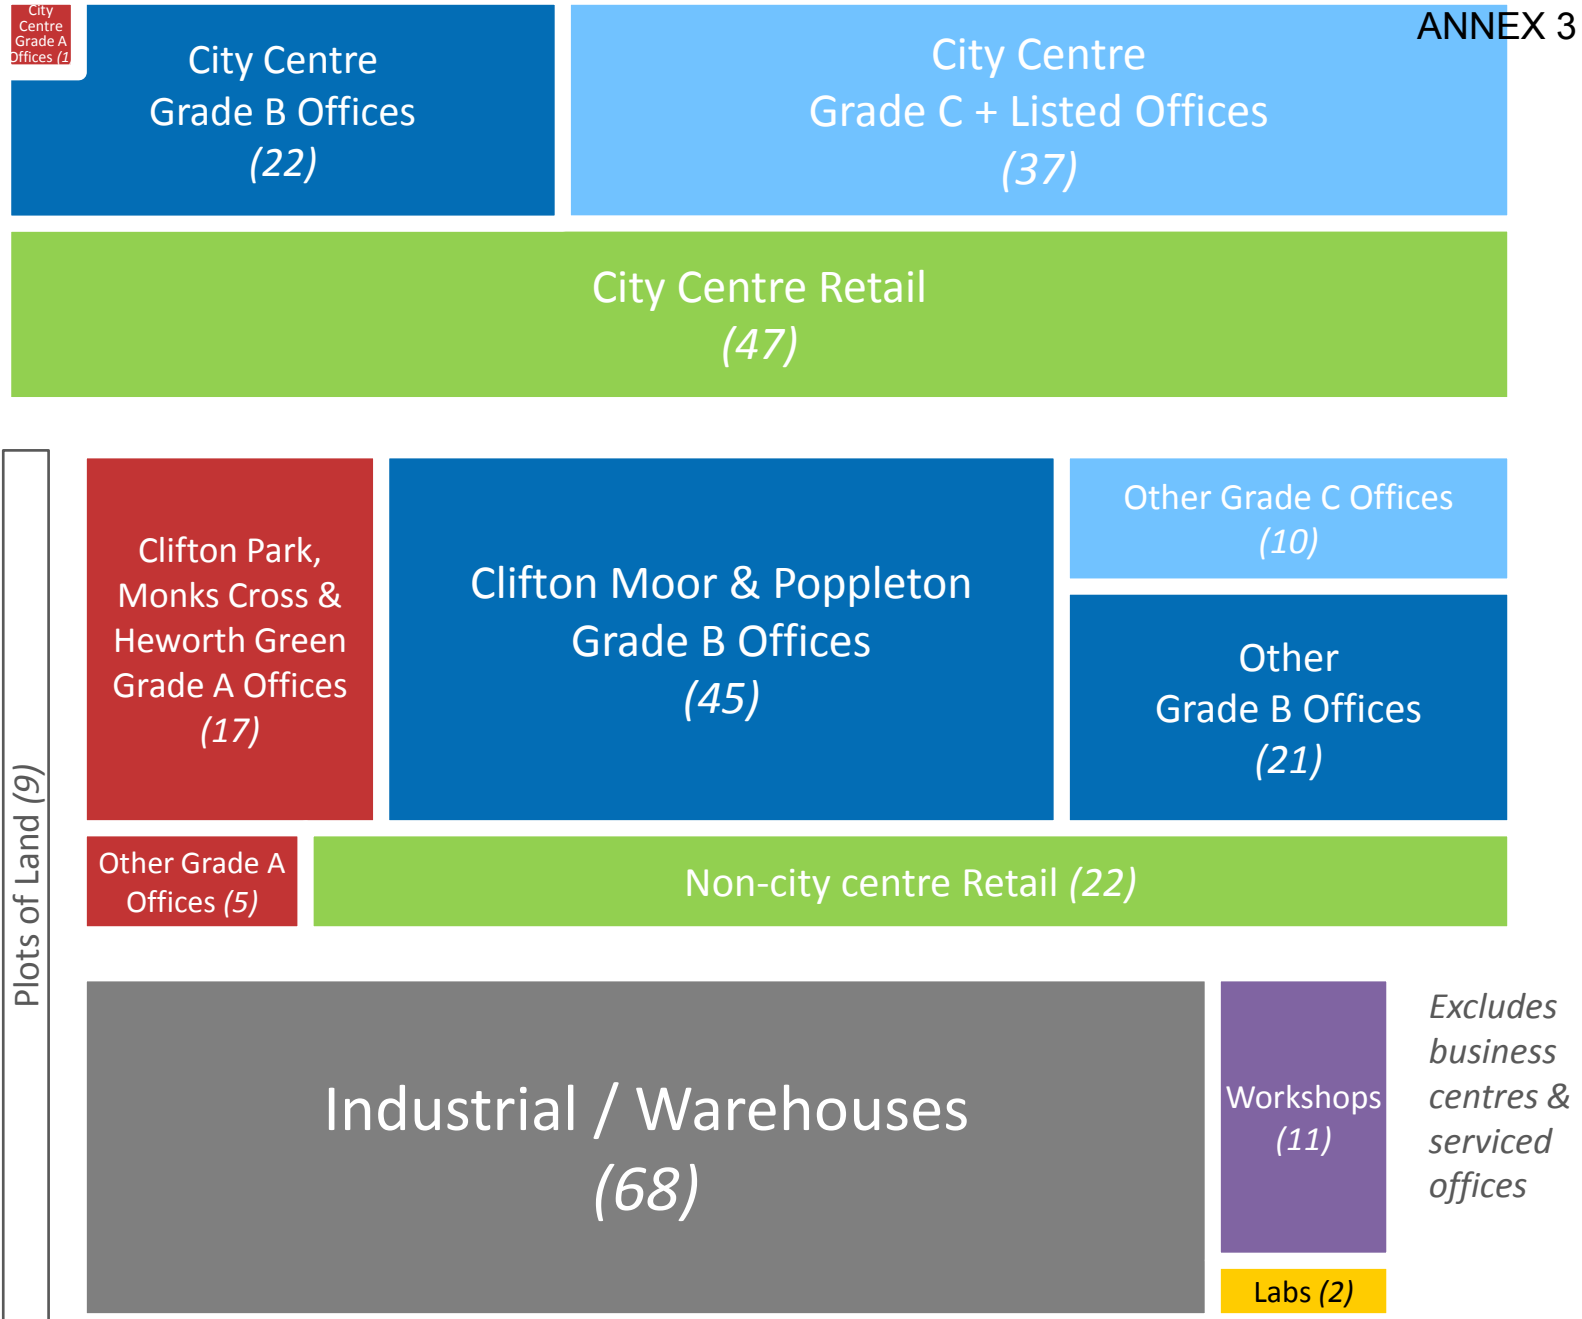 ANNEX 3
City
Centre
Grade A
Offices (1
City Centre
Grade B Offices
(22)
City Centre
Grade C + Listed Offices
(37)
City Centre Retail
(47)
Plots of Land (9)
Clifton Park,
Monks Cross &
Heworth Green
Grade A Offices
(17)
Clifton Moor & Poppleton
Grade B Offices
(45)
Other Grade C Offices
(10)
Other
Grade B Offices
(21)
Other Grade A
Offices (5)
Non-city centre Retail (22)
Industrial / Warehouses
(68)
Workshops
(11)
Labs (2)
Excludes
business
centres &
serviced
offices